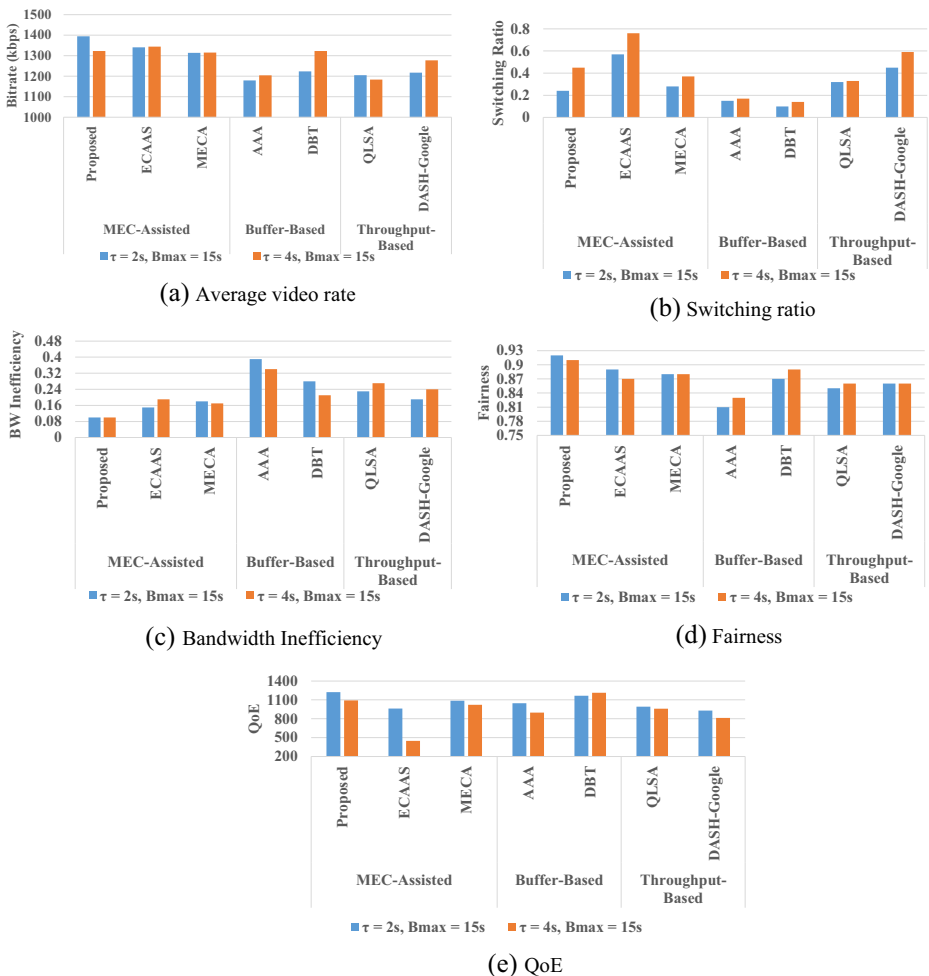 1500
1400
1300
1200
1100
1000
Bitrate (kbps)
Proposed
ECAAS
MECA
AAA
DBT
QLSA
DASH-Google
MEC-Assisted
Buffer-Based
Throughput-
Based
τ = 2s, Bmax = 15s
τ = 4s, Bmax = 15s
(a) Average video rate
0.8
0.6
0.4
0.2
0
Switching Ratio
Proposed
ECAAS
MECA
AAA
DBT
QLSA
DASH-Google
MEC-Assisted
Buffer-Based
Throughput-
Based
τ = 2s, Bmax = 15s
τ = 4s, Bmax = 15s
(b) Switching ratio
0.48
0.4
0.32
0.24
0.16
0.08
0
BW Inefficiency
Proposed
ECAAS
MECA
AAA
DBT
QLSA
DASH-Google
MEC-Assisted
Buffer-Based
Throughput-
Based
τ = 2s, Bmax = 15s
τ = 4s, Bmax = 15s
(c) Bandwidth Inefficiency
0.93
0.9
0.87
0.84
0.81
0.78
0.75
Fairness
Proposed
ECAAS
MECA
AAA
DBT
QLSA
DASH-Google
MEC-Assisted
Buffer-Based
Throughput-
Based
τ = 2s, Bmax = 15s
τ = 4s, Bmax = 15s
(d) Fairness
1400
1100
800
500
200
QoE
Proposed
ECAAS
MECA
AAA
DBT
QLSA
DASH-Google
MEC-Assisted
Buffer-Based
Throughput-
Based
τ = 2s, Bmax = 15s
τ = 4s, Bmax = 15s
(e) QoE